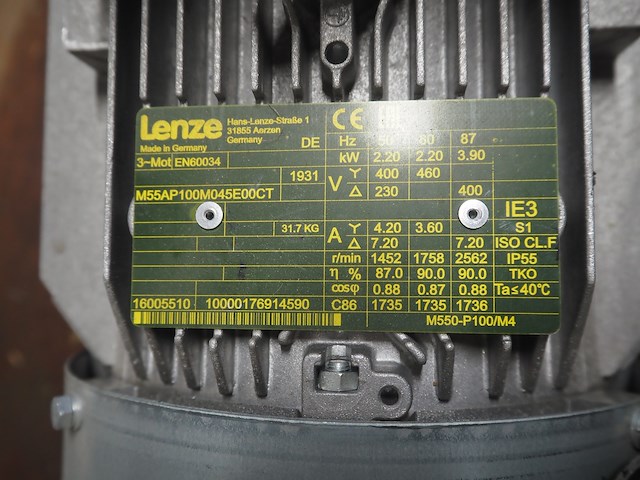 Lenze
Hans-Lenze-Straße 1
31855 Aerzen
Germany
Made in Germany
DE
CE
3~Mot EN60034
1931
M55AP100M045E00CT
31.7 KG
Hz 50 60 87
kW 2.20 2.20 3.90
V Y 400 460
Δ 230 400
IE3
A Y 4.20 3.60 S1
Δ 7.20 7.20 ISO CL.F
r/min 1452 1758 2562 IP55
η % 87.0 90.0 90.0 TKO
cosφ 0.88 0.87 0.88 Ta≤40°C
16005510 10000176914590 C86 1735 1735 1736
M550-P100/M4